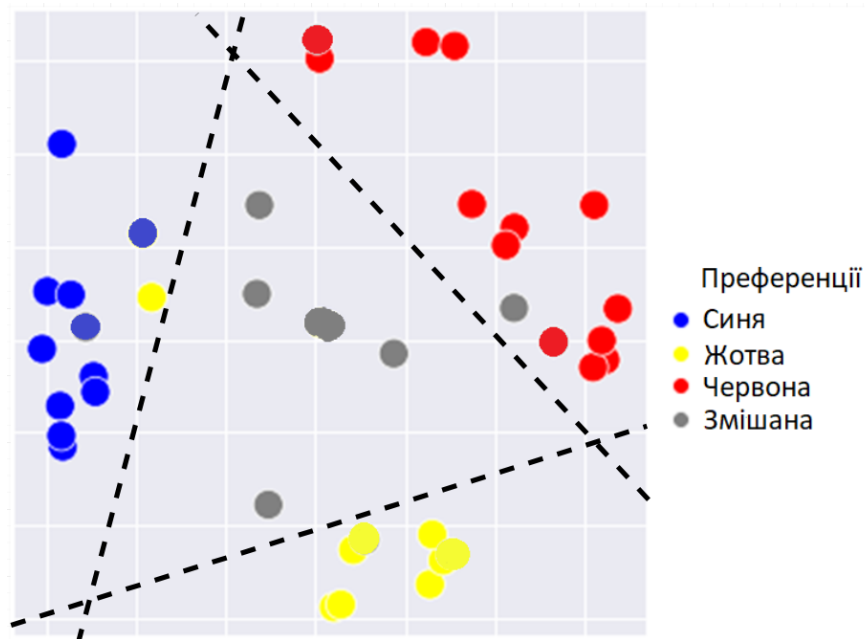 Преференції
Синя
Жотва
Червона
Змішана